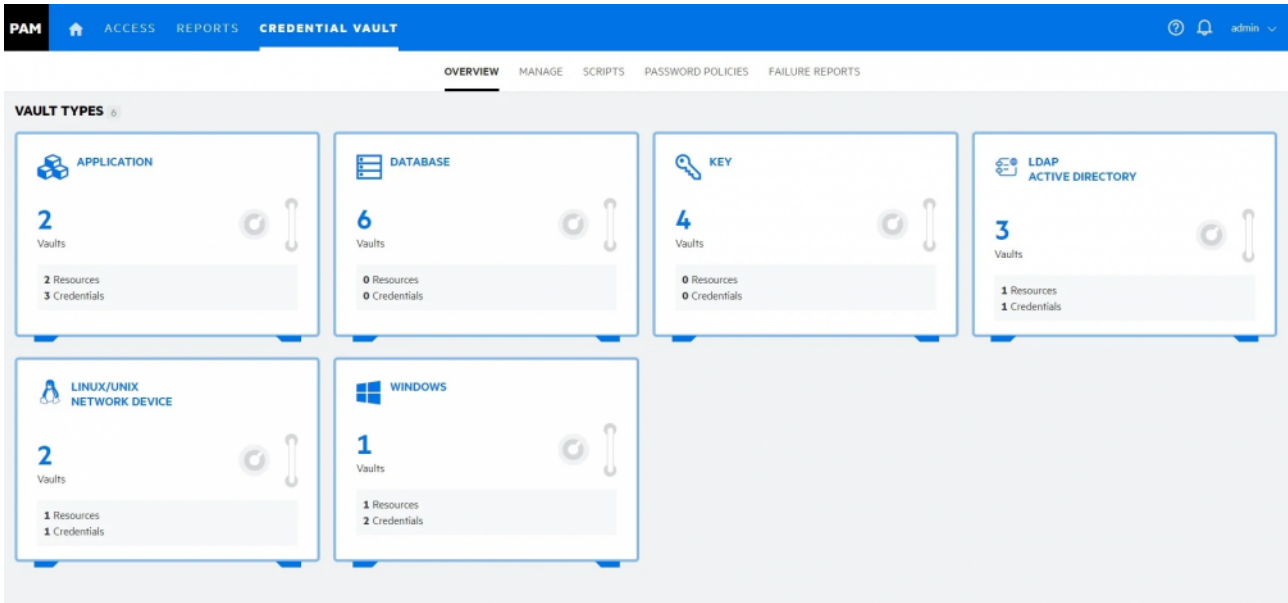 PAM ACCESS REPORTS CREDENTIAL VAULT admin
OVERVIEW MANAGE SCRIPTS PASSWORD POLICIES FAILURE REPORTS
VAULT TYPES 6
APPLICATION
2
Vaults
2 Resources
3 Credentials
DATABASE
6
Vaults
0 Resources
0 Credentials
KEY
4
Vaults
0 Resources
0 Credentials
LDAP
ACTIVE DIRECTORY
3
Vaults
1 Resources
1 Credentials
LINUX/UNIX
NETWORK DEVICE
2
Vaults
1 Resources
1 Credentials
WINDOWS
1
Vaults
1 Resources
2 Credentials